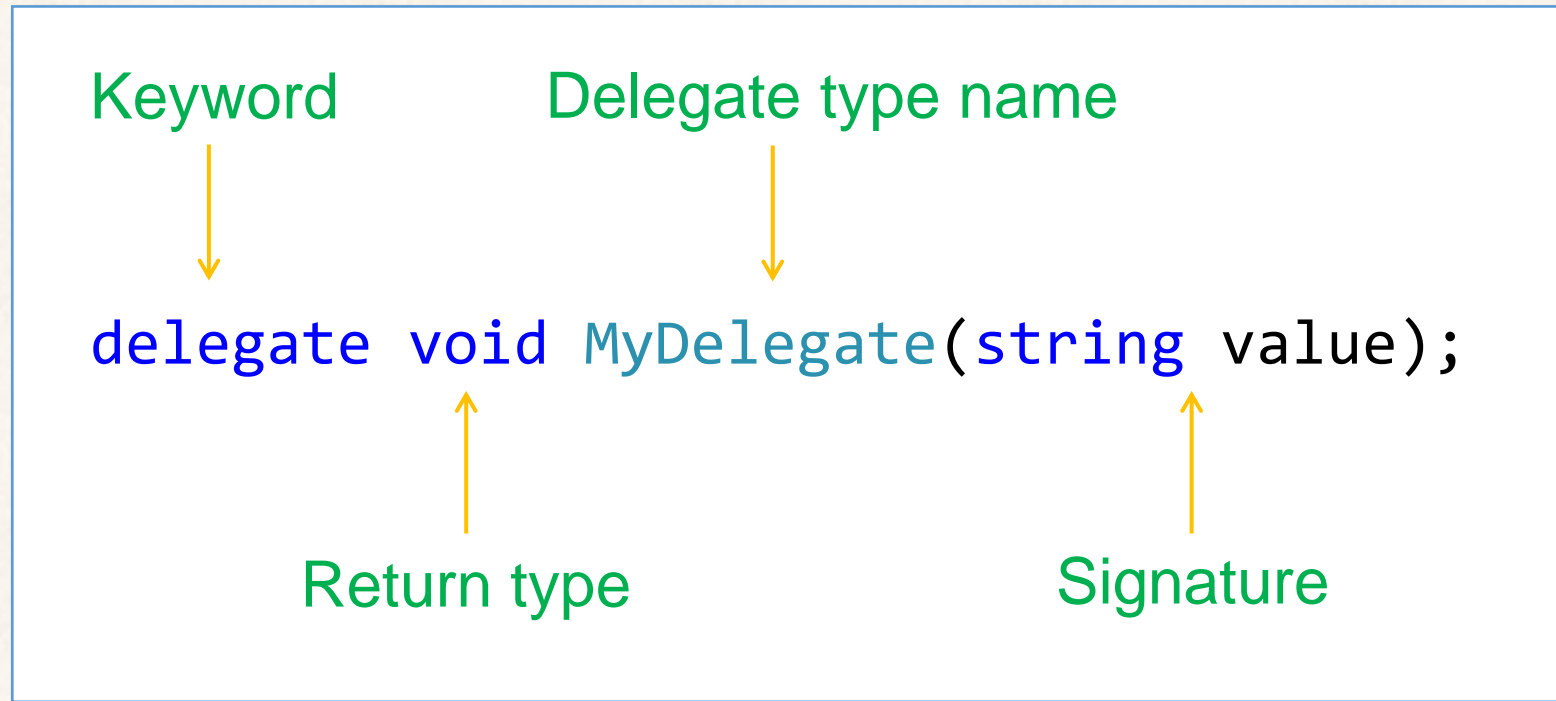 Keyword Delegate type name
delegate void MyDelegate(string value);
Return type Signature